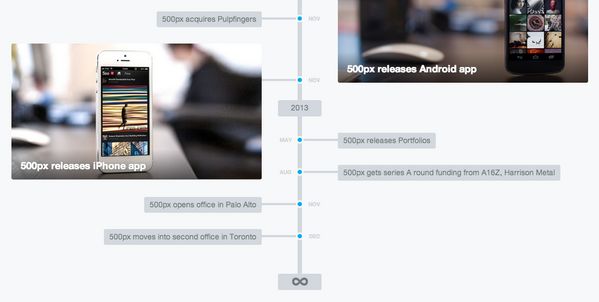 500px acquires Pulpfingers
NOV
500px releases Android app
NOV
500px releases iPhone app
2013
MAY
500px releases Portfolios
AUG
500px gets series A round funding from A16Z, Harrison Metal
500px opens office in Palo Alto
NOV
500px moves into second office in Toronto
DEC